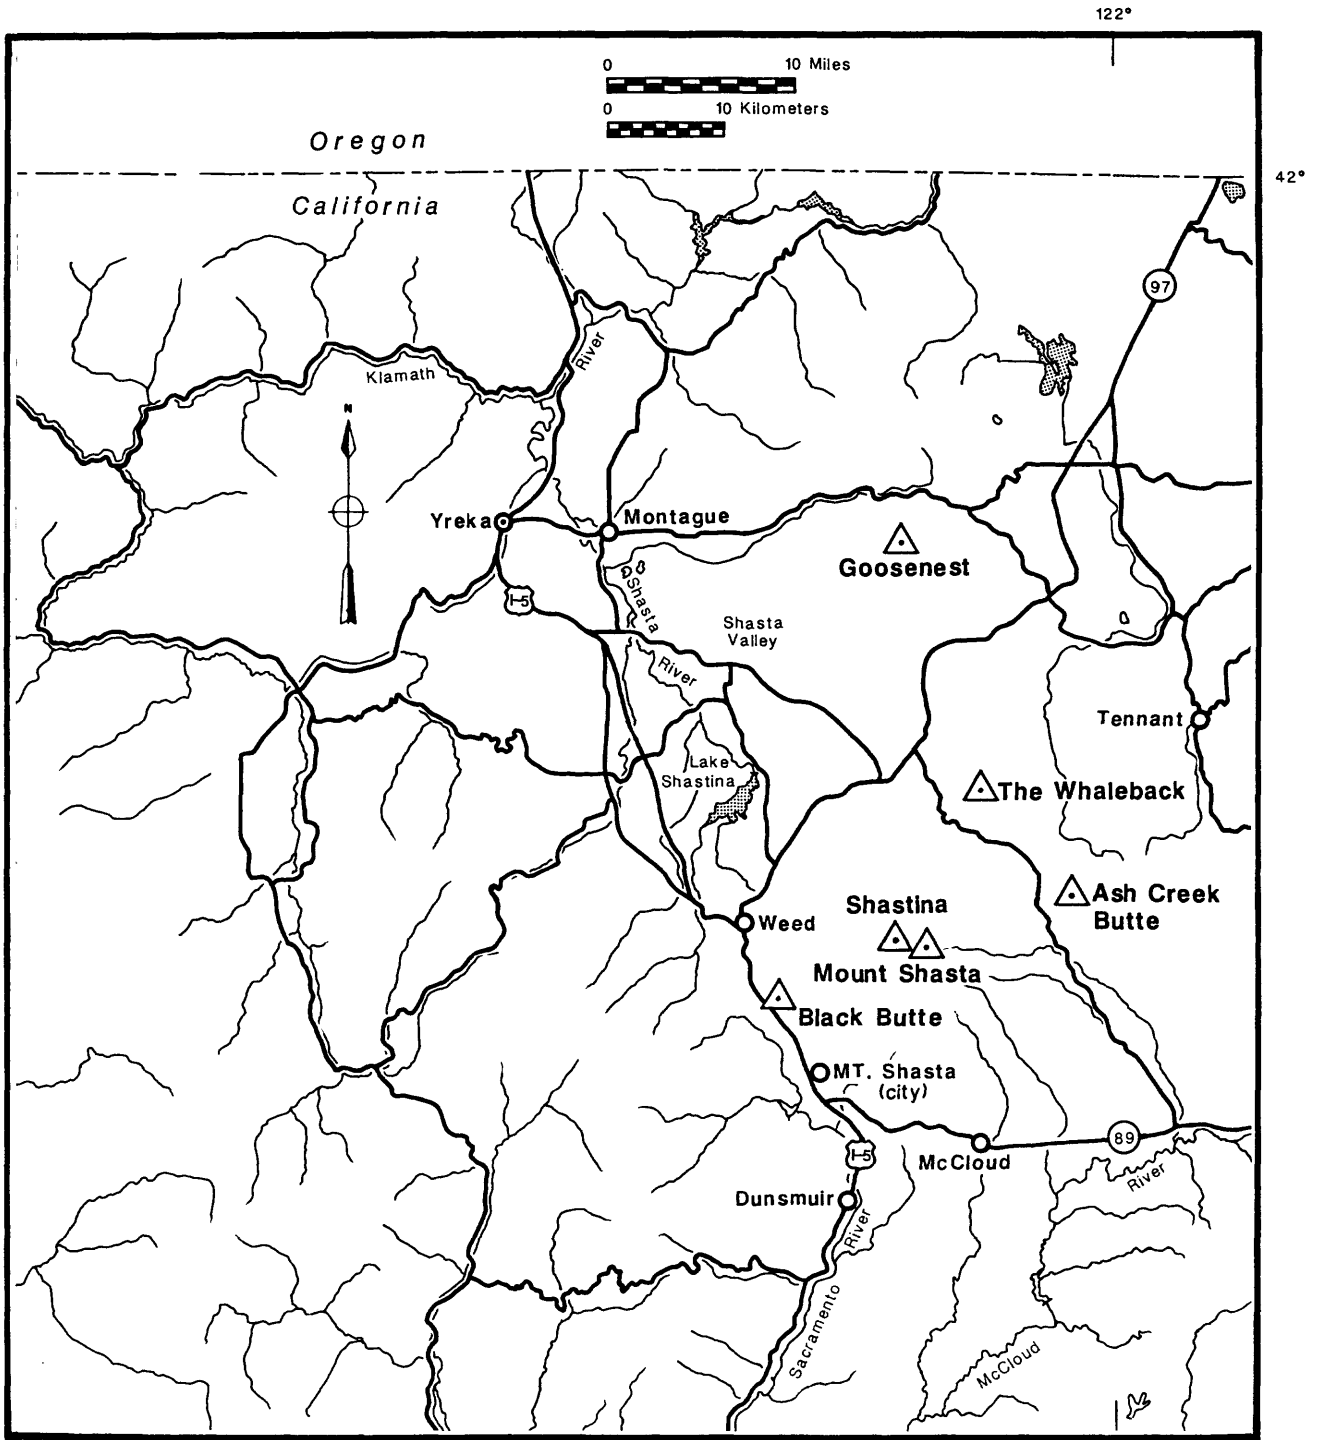 122°
0 10 Miles
0 10 Kilometers
Oregon
42°
California
97
River
Klamath
N
Yreka
Montague
Goosenest
I-5
Shasta
Shasta
Valley
River
Tennant
Lake
Shastina
The Whaleback
Ash Creek
Butte
Shastina
Weed
Mount Shasta
Black Butte
MT. Shasta
(city)
89
I-5
McCloud
River
Dunsmuir
River
Sacramento
McCloud